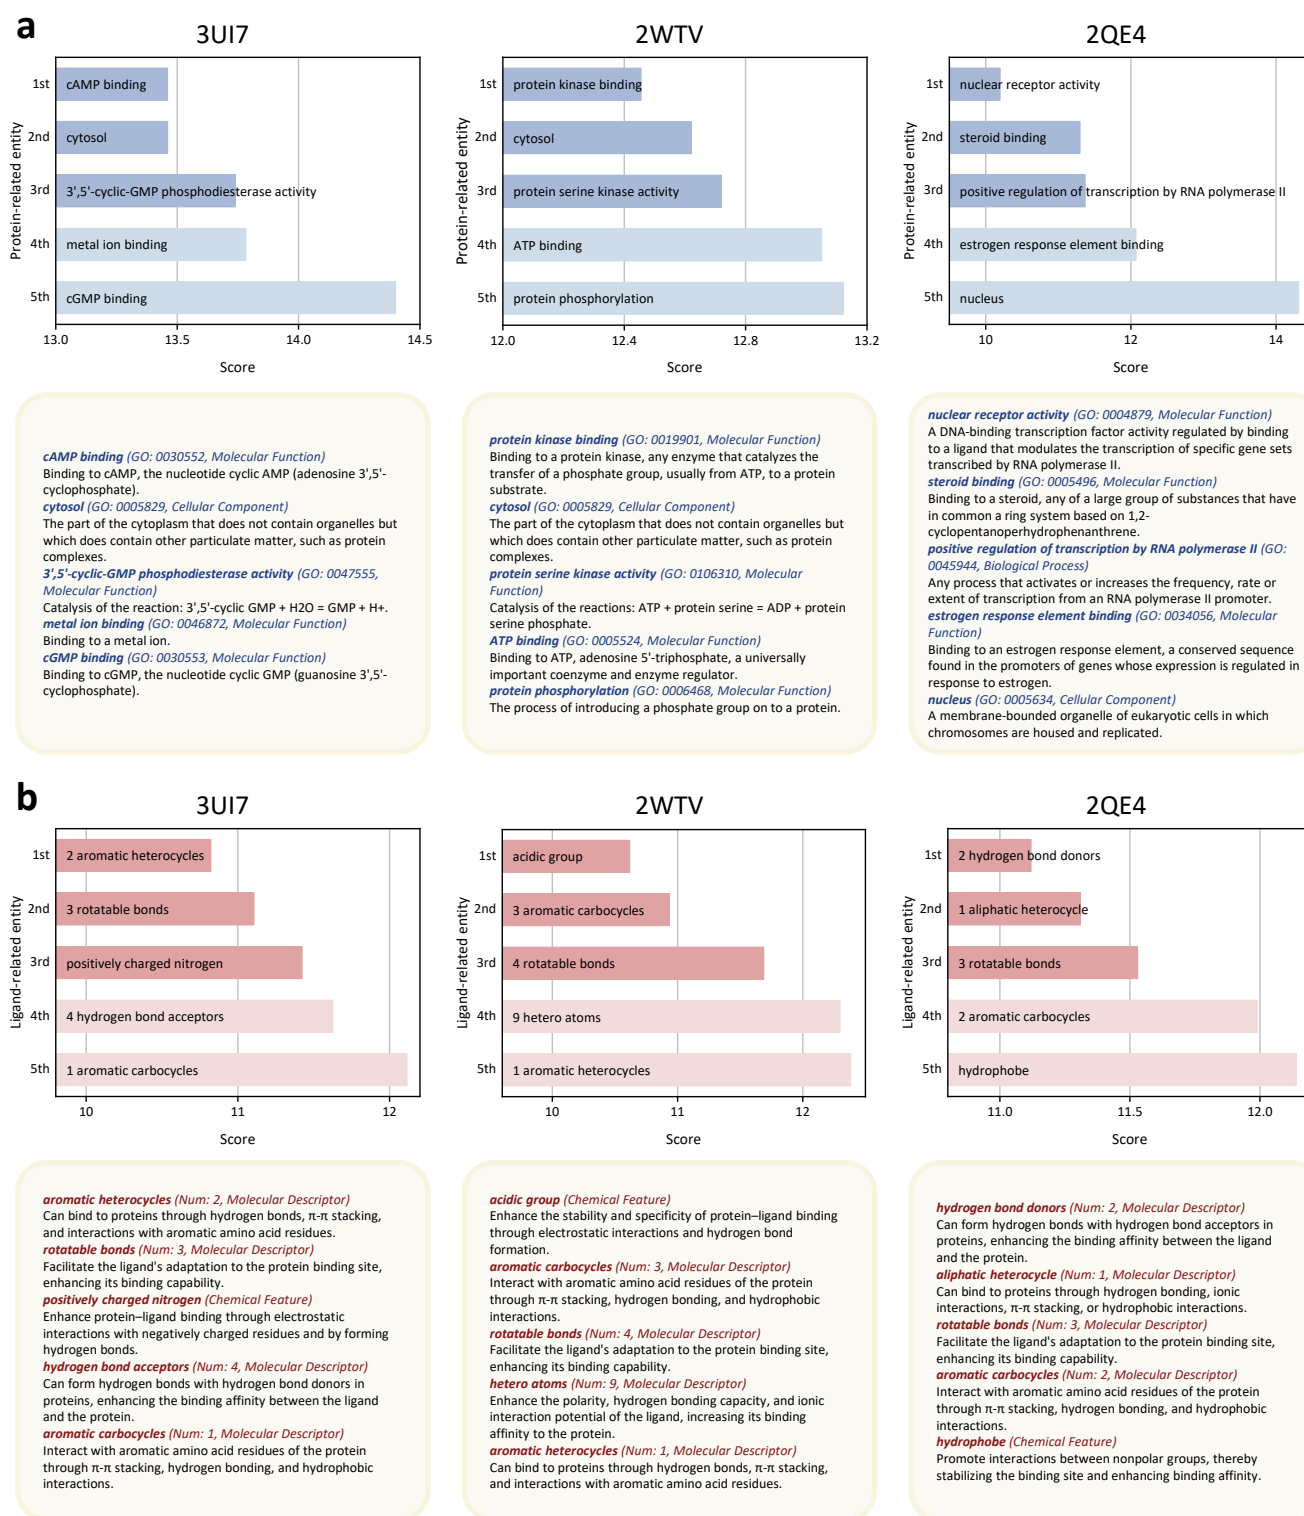 a
3UI7
Protein-related entity
1st
cAMP binding
2nd
cytosol
3rd
3',5'-cyclic-GMP phosphodiesterase activity
4th
metal ion binding
5th
cGMP binding
13.0 13.5 14.0 14.5
Score
2WTV
Protein-related entity
1st
protein kinase binding
2nd
cytosol
3rd
protein serine kinase activity
4th
ATP binding
5th
protein phosphorylation
12.0 12.4 12.8 13.2
Score
2QE4
Protein-related entity
1st
nuclear receptor activity
2nd
steroid binding
3rd
positive regulation of transcription by RNA polymerase II
4th
estrogen response element binding
5th
nucleus
10 12 14
Score
cAMP binding (GO: 0030552, Molecular Function)
Binding to cAMP, the nucleotide cyclic AMP (adenosine 3',5'-
cyclophosphate).
cytosol (GO: 0005829, Cellular Component)
The part of the cytoplasm that does not contain organelles but
which does contain other particulate matter, such as protein
complexes.
3',5'-cyclic-GMP phosphodiesterase activity (GO: 0047555,
Molecular Function)
Catalysis of the reaction: 3',5'-cyclic GMP + H2O = GMP + H+.
metal ion binding (GO: 0046872, Molecular Function)
Binding to a metal ion.
cGMP binding (GO: 0030553, Molecular Function)
Binding to cGMP, the nucleotide cyclic GMP (guanosine 3',5'-
cyclophosphate).
protein kinase binding (GO: 0019901, Molecular Function)
Binding to a protein kinase, any enzyme that catalyzes the
transfer of a phosphate group, usually from ATP, to a protein
substrate.
cytosol (GO: 0005829, Cellular Component)
The part of the cytoplasm that does not contain organelles but
which does contain other particulate matter, such as protein
complexes.
protein serine kinase activity (GO: 0106310, Molecular
Function)
Catalysis of the reactions: ATP + protein serine = ADP + protein
serine phosphate.
ATP binding (GO: 0005524, Molecular Function)
Binding to ATP, adenosine 5'-triphosphate, a universally
important coenzyme and enzyme regulator.
protein phosphorylation (GO: 0006468, Molecular Function)
The process of introducing a phosphate group on to a protein.
nuclear receptor activity (GO: 0004879, Molecular Function)
A DNA-binding transcription factor activity regulated by binding
to a ligand that modulates the transcription of specific gene sets
transcribed by RNA polymerase II.
steroid binding (GO: 0005496, Molecular Function)
Binding to a steroid, any of a large group of substances that have
in common a ring system based on 1,2-
cyclopentanoperhydrophenanthrene.
positive regulation of transcription by RNA polymerase II (GO:
0045944, Biological Process)
Any process that activates or increases the frequency, rate or
extent of transcription from an RNA polymerase II promoter.
estrogen response element binding (GO: 0034056, Molecular
Function)
Binding to an estrogen response element, a conserved sequence
found in the promoters of genes whose expression is regulated in
response to estrogen.
nucleus (GO: 0005634, Cellular Component)
A membrane-bounded organelle of eukaryotic cells in which
chromosomes are housed and replicated.
b
3UI7
Ligand-related entity
1st
2 aromatic heterocycles
2nd
3 rotatable bonds
3rd
positively charged nitrogen
4th
4 hydrogen bond acceptors
5th
1 aromatic carbocycles
10 11 12
Score
2WTV
Ligand-related entity
1st
acidic group
2nd
3 aromatic carbocycles
3rd
4 rotatable bonds
4th
9 hetero atoms
5th
1 aromatic heterocycles
10 11 12
Score
2QE4
Ligand-related entity
1st
2 hydrogen bond donors
2nd
1 aliphatic heterocycle
3rd
3 rotatable bonds
4th
2 aromatic carbocycles
5th
hydrophobe
11.0 11.5 12.0
Score
aromatic heterocycles (Num: 2, Molecular Descriptor)
Can bind to proteins through hydrogen bonds, π-π stacking,
and interactions with aromatic amino acid residues.
rotatable bonds (Num: 3, Molecular Descriptor)
Facilitate the ligand's adaptation to the protein binding site,
enhancing its binding capability.
positively charged nitrogen (Chemical Feature)
Enhance protein–ligand binding through electrostatic
interactions with negatively charged residues and by forming
hydrogen bonds.
hydrogen bond acceptors (Num: 4, Molecular Descriptor)
Can form hydrogen bonds with hydrogen bond donors in
proteins, enhancing the binding affinity between the ligand
and the protein.
aromatic carbocycles (Num: 1, Molecular Descriptor)
Interact with aromatic amino acid residues of the protein
through π-π stacking, hydrogen bonding, and hydrophobic
interactions.
acidic group (Chemical Feature)
Enhance the stability and specificity of protein–ligand binding
through electrostatic interactions and hydrogen bond
formation.
aromatic carbocycles (Num: 3, Molecular Descriptor)
Interact with aromatic amino acid residues of the protein
through π-π stacking, hydrogen bonding, and hydrophobic
interactions.
rotatable bonds (Num: 4, Molecular Descriptor)
Facilitate the ligand's adaptation to the protein binding site,
enhancing its binding capability.
hetero atoms (Num: 9, Molecular Descriptor)
Enhance the polarity, hydrogen bonding capacity, and ionic
interaction potential of the ligand, increasing its binding
affinity to the protein.
aromatic heterocycles (Num: 1, Molecular Descriptor)
Can bind to proteins through hydrogen bonds, π-π stacking,
and interactions with aromatic amino acid residues.
hydrogen bond donors (Num: 2, Molecular Descriptor)
Can form hydrogen bonds with hydrogen bond acceptors in
proteins, enhancing the binding affinity between the ligand
and the protein.
aliphatic heterocycle (Num: 1, Molecular Descriptor)
Can bind to proteins through hydrogen bonding, ionic
interactions, π-π stacking, or hydrophobic interactions.
rotatable bonds (Num: 3, Molecular Descriptor)
Facilitate the ligand's adaptation to the protein binding site,
enhancing its binding capability.
aromatic carbocycles (Num: 2, Molecular Descriptor)
Interact with aromatic amino acid residues of the protein
through π-π stacking, hydrogen bonding, and hydrophobic
interactions.
hydrophobe (Chemical Feature)
Promote interactions between nonpolar groups, thereby
stabilizing the binding site and enhancing binding affinity.